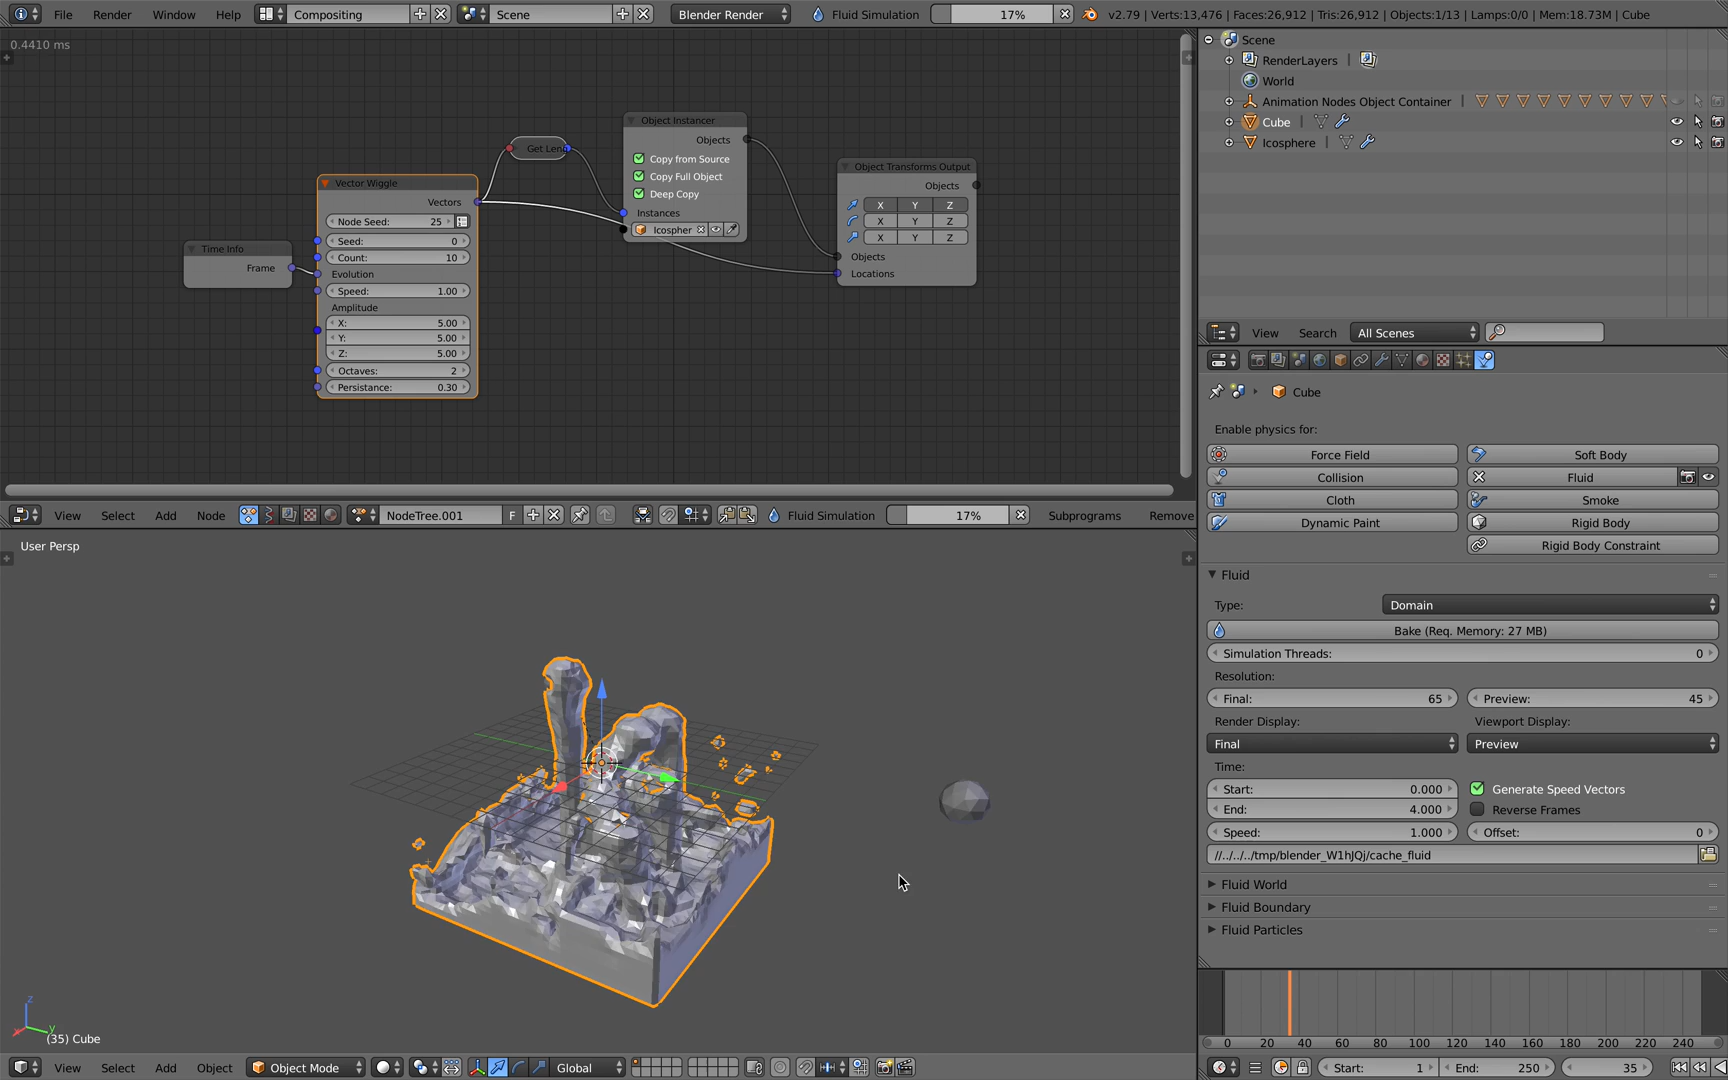 File Render Window Help Compositing Scene Blender Render Fluid Simulation 17% v2.79 | Verts:13,476 | Faces:26,912 | Tris:26,912 | Objects:1/13 | Lamps:0/0 | Mem:18.73M | Cube
0.4410 ms
Time Info
Frame
Vector Wiggle
Vectors
Node Seed: 25
Seed: 0
Count: 10
Evolution
Speed: 1.00
Amplitude
X: 5.00
Y: 5.00
Z: 5.00
Octaves: 2
Persistance: 0.30
Get Len
Object Instancer
Objects
Copy from Source
Copy Full Object
Deep Copy
Instances
Icospher
Object Transforms Output
Objects
X Y Z
X Y Z
X Y Z
Objects
Locations
View Select Add Node NodeTree.001 F Fluid Simulation 17% Subprograms Remove
User Persp
(35) Cube
z
y
x
View Select Add Object Object Mode Global
Scene
RenderLayers |
World
Animation Nodes Object Container |
Cube |
Icosphere |
View Search All Scenes
Cube
Enable physics for:
Force Field Soft Body
Collision Fluid
Cloth Smoke
Dynamic Paint Rigid Body
Rigid Body Constraint
Fluid
Type: Domain
Bake (Req. Memory: 27 MB)
Simulation Threads: 0
Resolution:
Final: 65 Preview: 45
Render Display: Viewport Display:
Final Preview
Time:
Start: 0.000 Generate Speed Vectors
End: 4.000 Reverse Frames
Speed: 1.000 Offset: 0
//../../../tmp/blender_W1hJQj/cache_fluid
Fluid World
Fluid Boundary
Fluid Particles
0 20 40 60 80 100 120 140 160 180 200 220 240
Start: 1 End: 250 35